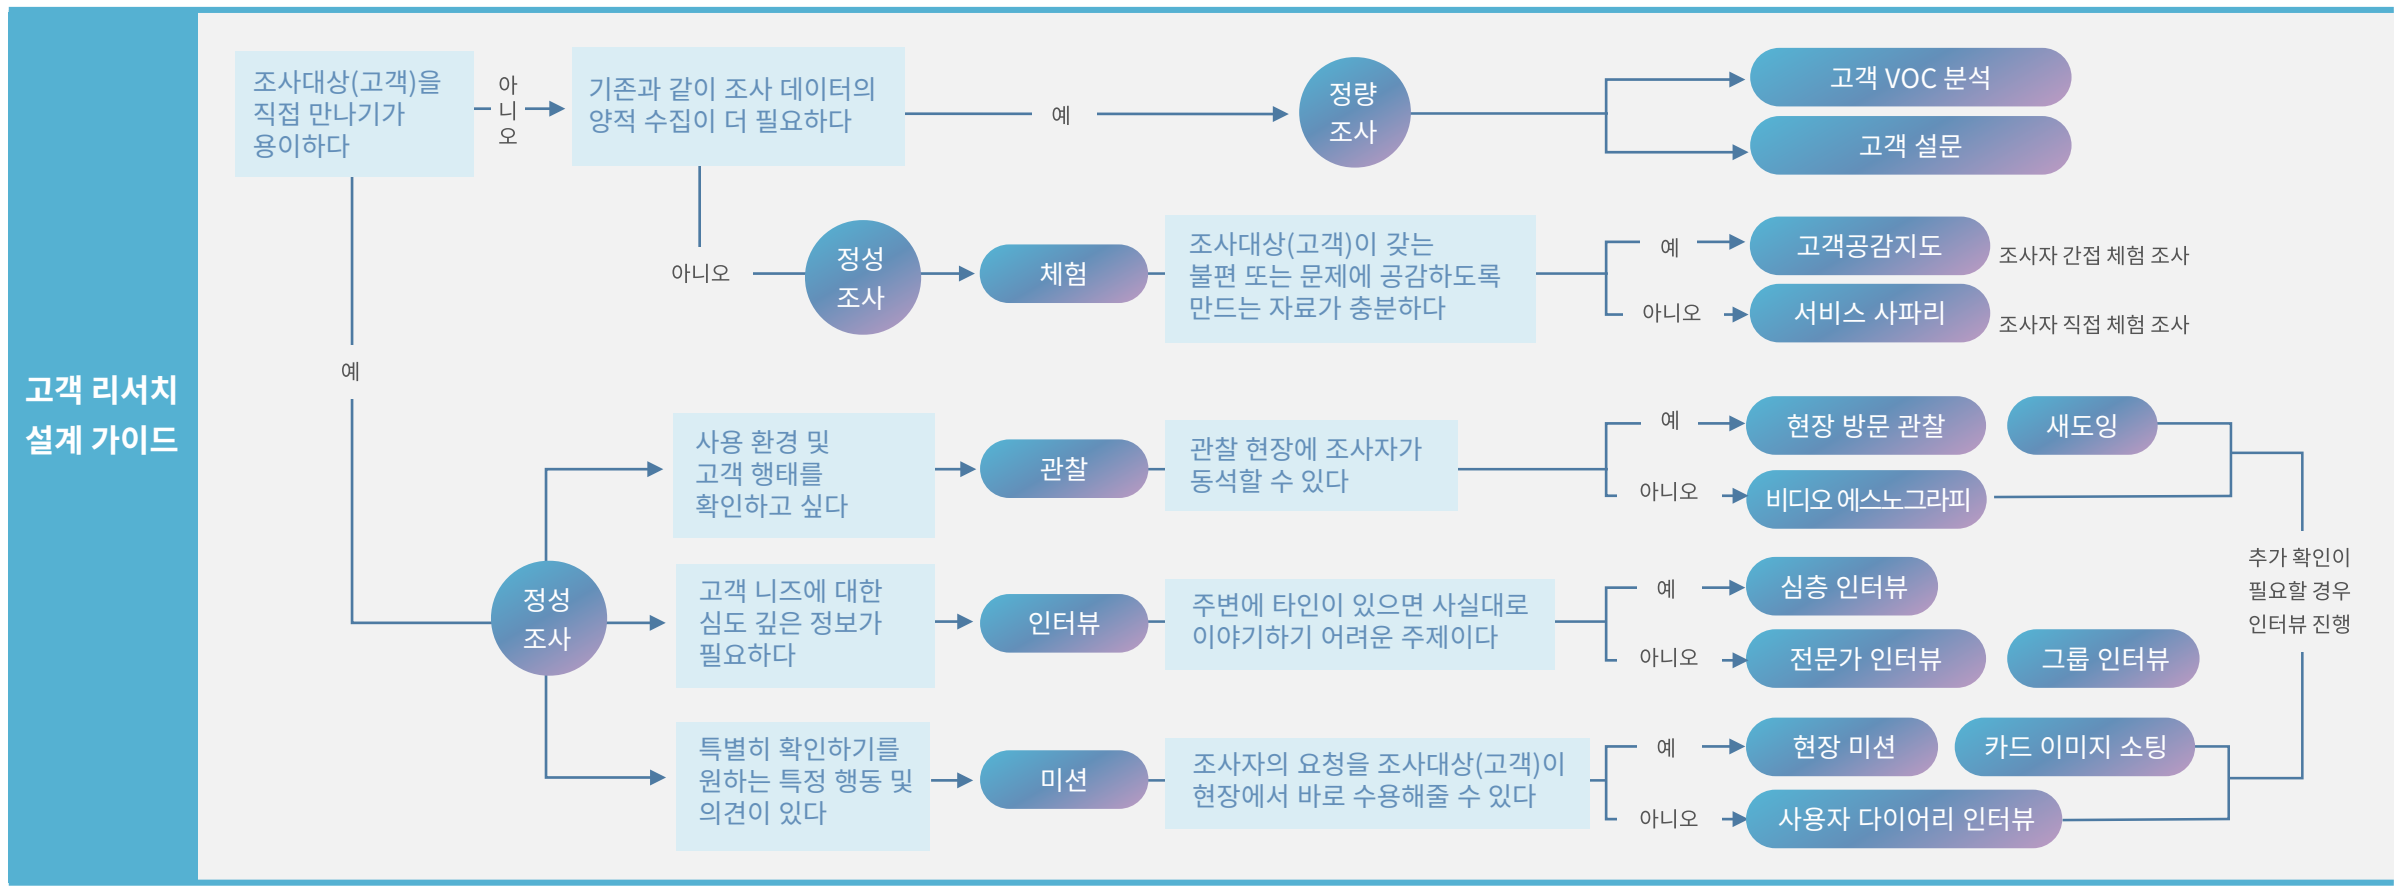 고객 리서치
설계 가이드
조사대상(고객)을
직접 만나기가
용이하다
아
니
오
기존과 같이 조사 데이터의
양적 수집이 더 필요하다
예
정량
조사
고객 VOC 분석
고객 설문
아니오
정성
조사
체험
조사대상(고객)이 갖는
불편 또는 문제에 공감하도록
만드는 자료가 충분하다
예
고객공감지도
조사자 간접 체험 조사
아니오
서비스 사파리
조사자 직접 체험 조사
예
정성
조사
사용 환경 및
고객 행태를
확인하고 싶다
관찰
관찰 현장에 조사자가
동석할 수 있다
예
현장 방문 관찰
새도잉
아니오
비디오 에스노그라피
고객 니즈에 대한
심도 깊은 정보가
필요하다
인터뷰
주변에 타인이 있으면 사실대로
이야기하기 어려운 주제이다
예
심층 인터뷰
아니오
전문가 인터뷰
그룹 인터뷰
추가 확인이
필요할 경우
인터뷰 진행
특별히 확인하기를
원하는 특정 행동 및
의견이 있다
미션
조사자의 요청을 조사대상(고객)이
현장에서 바로 수용해줄 수 있다
예
현장 미션
카드 이미지 소팅
아니오
사용자 다이어리 인터뷰